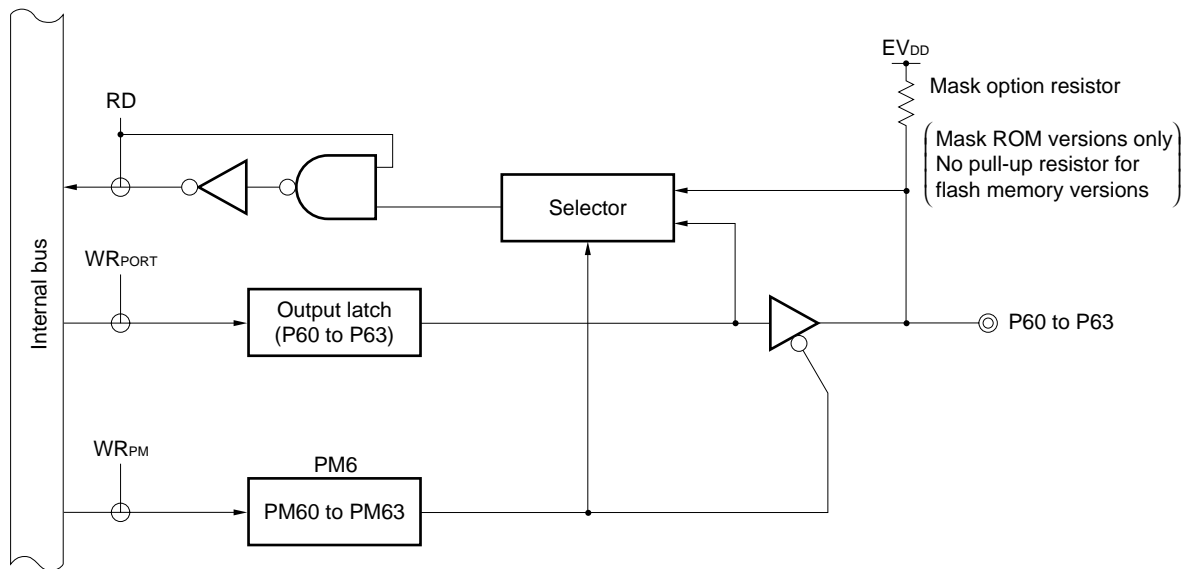 EVDD
Mask option resistor
RD
Mask ROM versions only
No pull-up resistor for
flash memory versions
Selector
Internal bus
WRPORT
Output latch
(P60 to P63)
P60 to P63
WRPM
PM6
PM60 to PM63